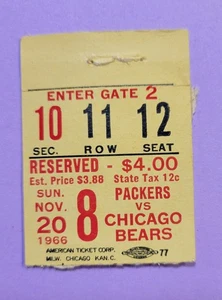 ENTER GATE 2
10 11 12
SEC. ROW SEAT
RESERVED - $4.00
Est. Price $3.88 State Tax 12c
SUN.
NOV.
20
1966
8
PACKERS
VS
CHICAGO
BEARS
AMERICAN TICKET CORP.
MILW. CHICAGO KAN. C.
77